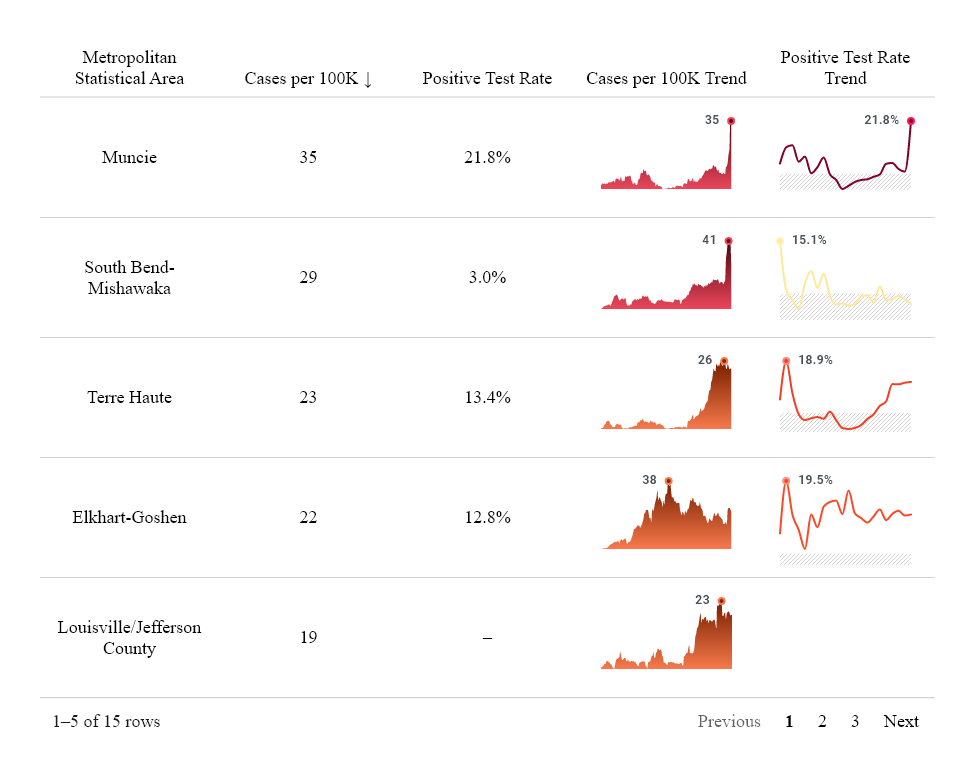 Metropolitan
Statistical Area
Cases per 100K ↓
Positive Test Rate
Cases per 100K Trend
Positive Test Rate
Trend
Muncie
35
21.8%
35
21.8%
South Bend-
Mishawaka
29
3.0%
41
15.1%
Terre Haute
23
13.4%
26
18.9%
Elkhart-Goshen
22
12.8%
38
19.5%
Louisville/Jefferson
County
19
–
23
1–5 of 15 rows
Previous 1 2 3 Next